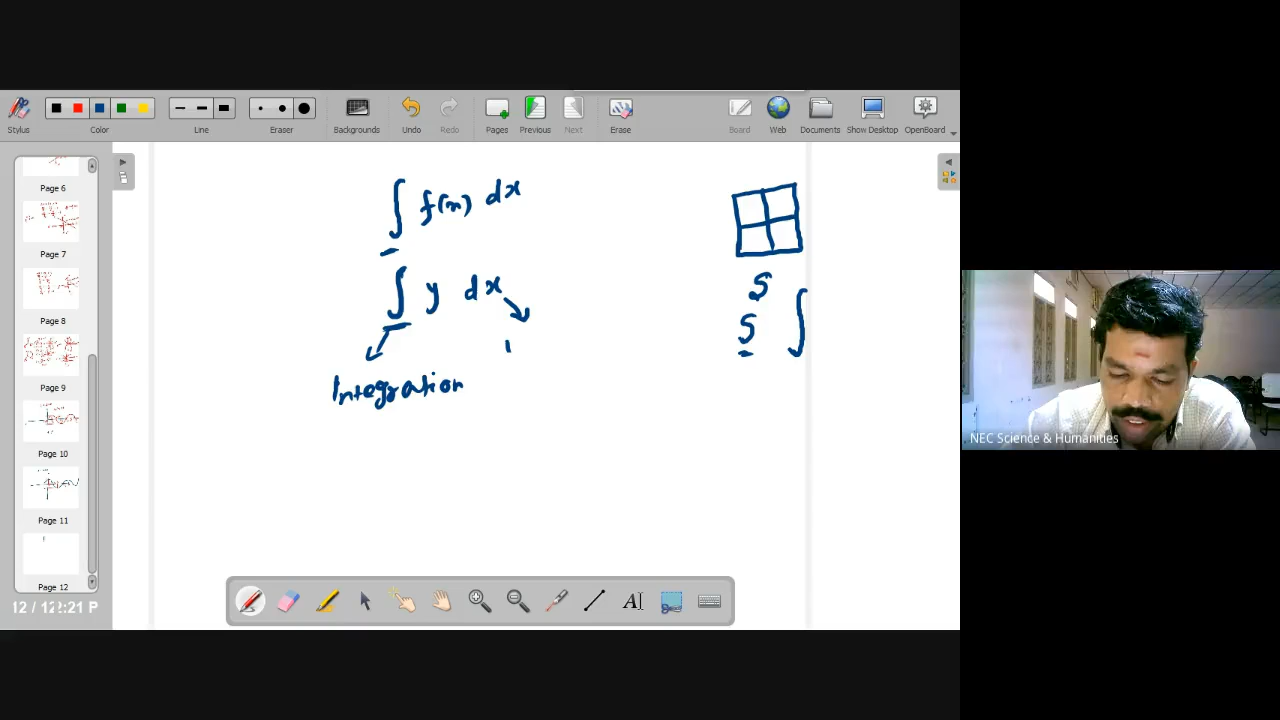 Stylus
Color
Line
Eraser
Backgrounds
Undo
Redo
Pages
Previous
Next
Erase
Board
Web
Documents
Show Desktop
OpenBoard
Page 6
Page 7
Page 8
Page 9
Page 10
Page 11
Page 12
∫ f(x) dx
∫ y dx
Integration
S
S ∫
NEC Science & Humanities